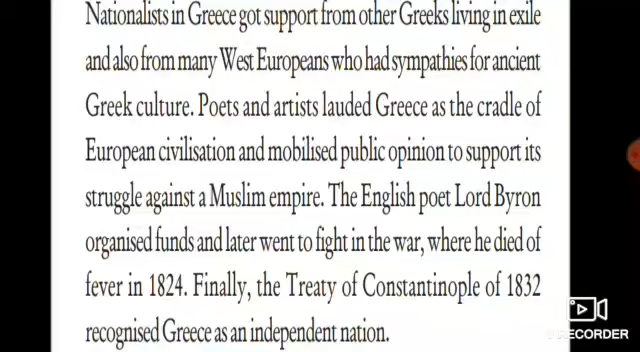 Nationalists in Greece got support from other Greeks living in exile
and also from many West Europeans who had sympathies for ancient
Greek culture. Poets and artists lauded Greece as the cradle of
European civilisation and mobilised public opinion to support its
struggle against a Muslim empire. The English poet Lord Byron
organised funds and later went to fight in the war, where he died of
fever in 1824. Finally, the Treaty of Constantinople of 1832
recognised Greece as an independent nation.
RECORDER